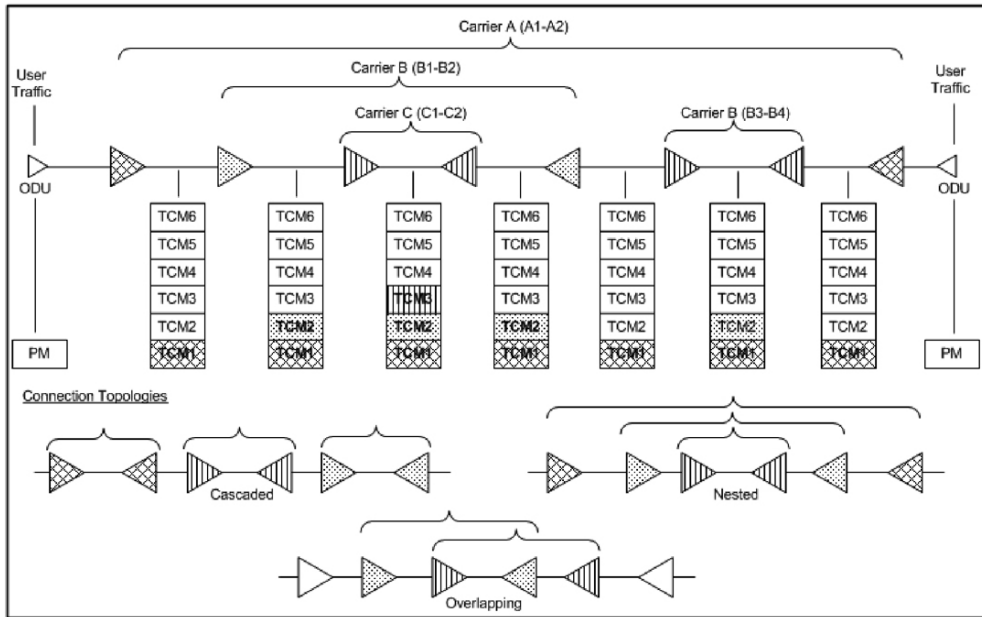 Carrier A (A1-A2)
User
Traffic
Carrier B (B1-B2)
User
Traffic
Carrier C (C1-C2)
Carrier B (B3-B4)
ODU
ODU
TCM6 TCM6 TCM6 TCM6 TCM6 TCM6 TCM6
TCM5 TCM5 TCM5 TCM5 TCM5 TCM5 TCM5
TCM4 TCM4 TCM4 TCM4 TCM4 TCM4 TCM4
TCM3 TCM3 TCM3 TCM3 TCM3 TCM3 TCM3
TCM2 TCM2 TCM2 TCM2 TCM2 TCM2 TCM2
PM TCM1 TCM1 TCM1 TCM1 TCM1 TCM1 TCM1 PM
Connection Topologies
Cascaded
Nested
Overlapping